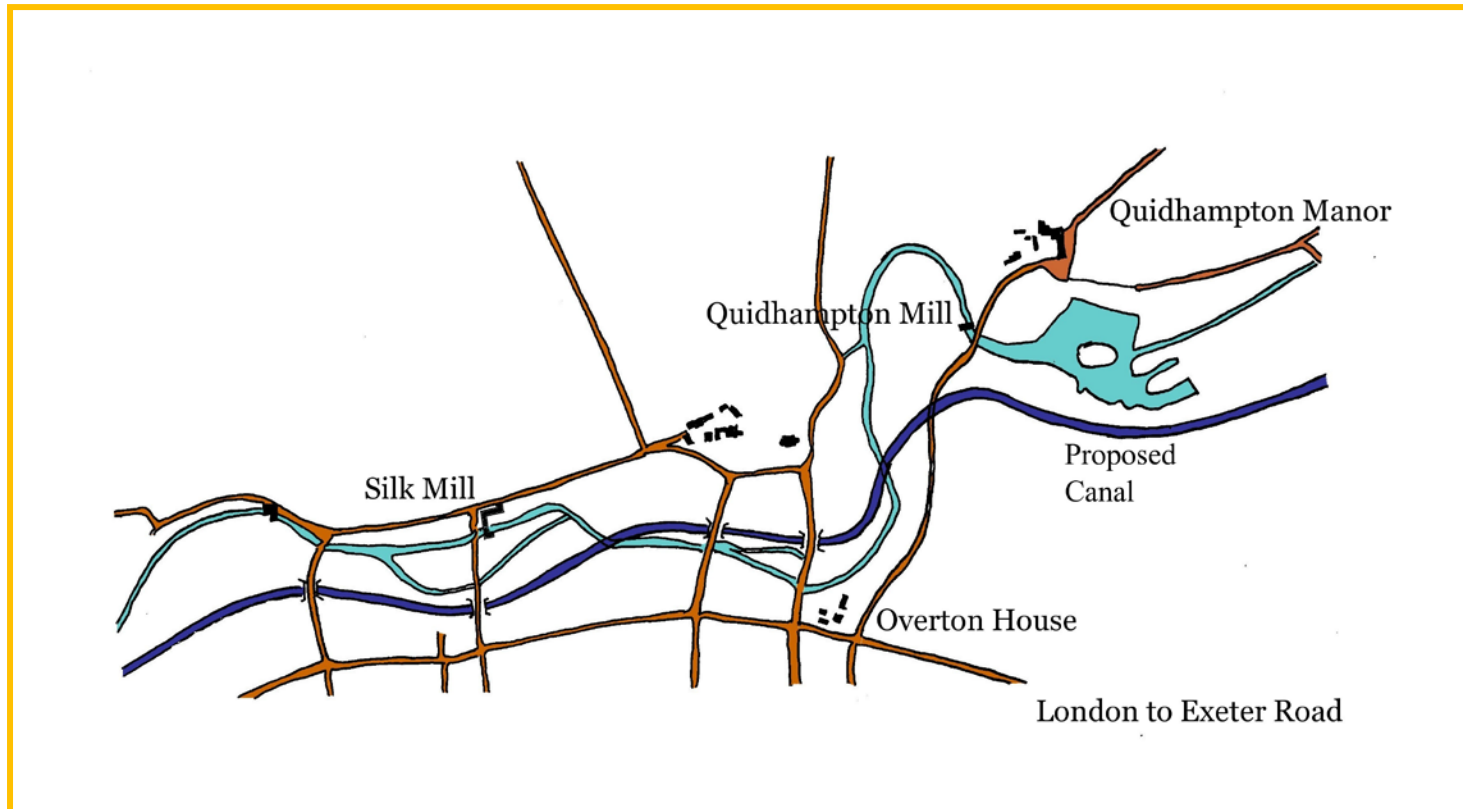 Quidhampton Manor
Quidhampton Mill
Proposed
Canal
Silk Mill
Overton House
London to Exeter Road